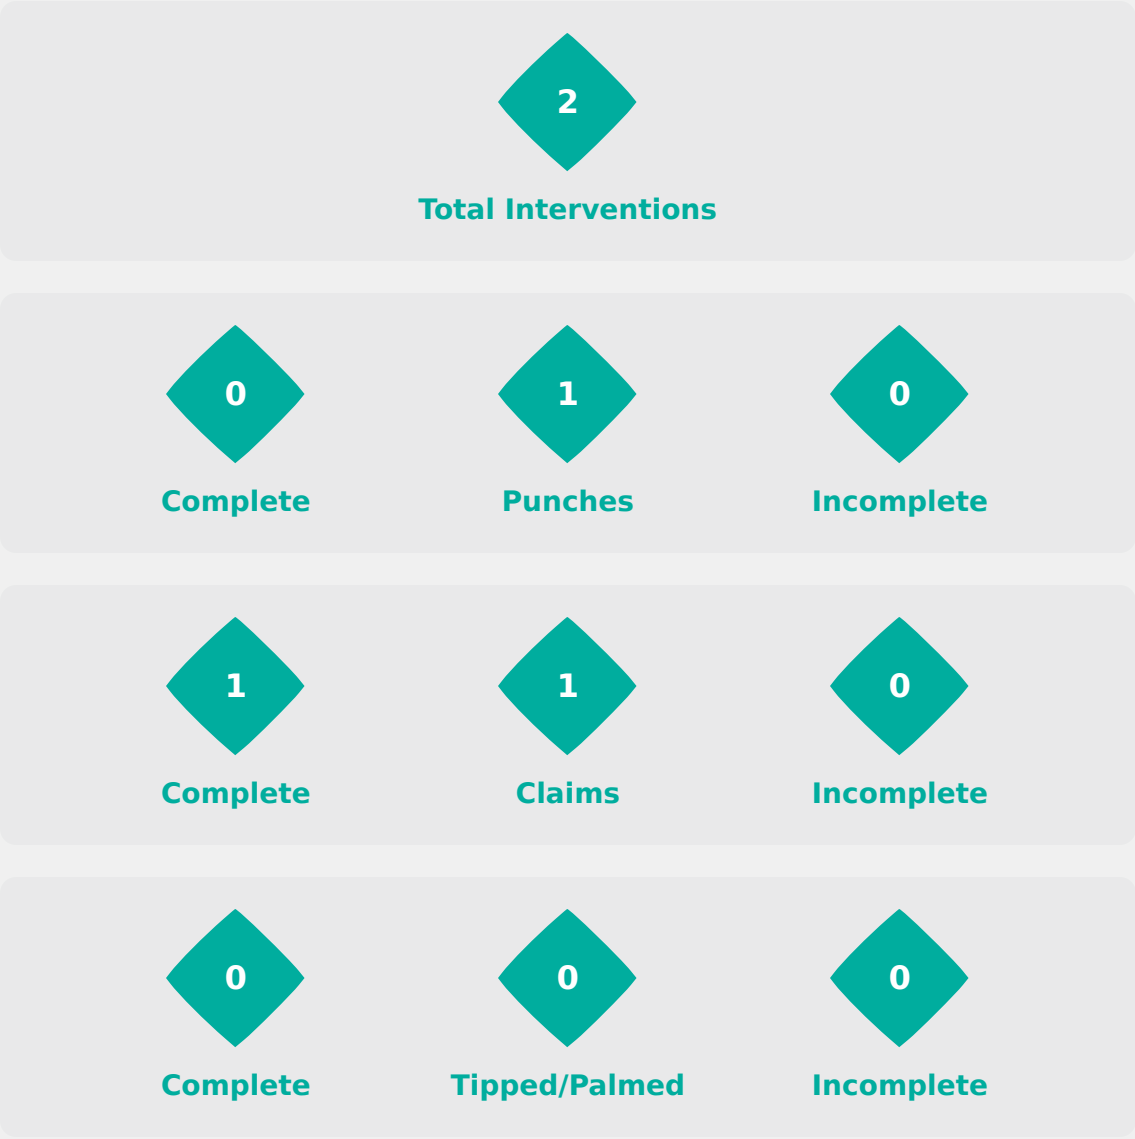 2
Total Interventions
0 1 0
Complete Punches Incomplete
1 1 0
Complete Claims Incomplete
0 0 0
Complete Tipped/Palmed Incomplete